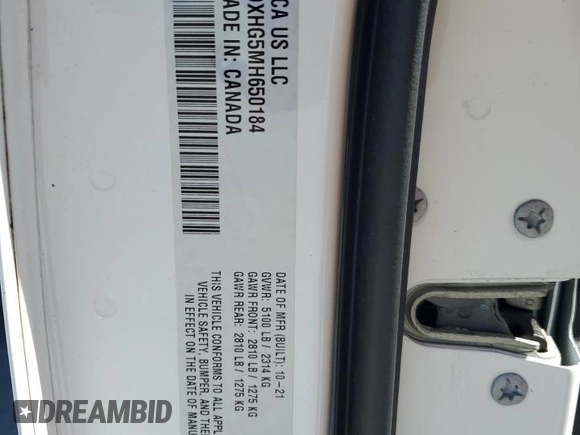 CA US LLC
ADE IN: CANADA
DXHG5MH650184
DATE OF MFR (BUILT): 10-21
GVWR: 5100 LB / 2314 KG
GAWR FRONT: 2810 LB / 1275 KG
GAWR REAR: 2810 LB / 1275 KG
THIS VEHICLE CONFORMS TO ALL APPL
VEHICLE SAFETY, BUMPER, AND THE
IN EFFECT ON THE DATE OF MANU
DREAMBID